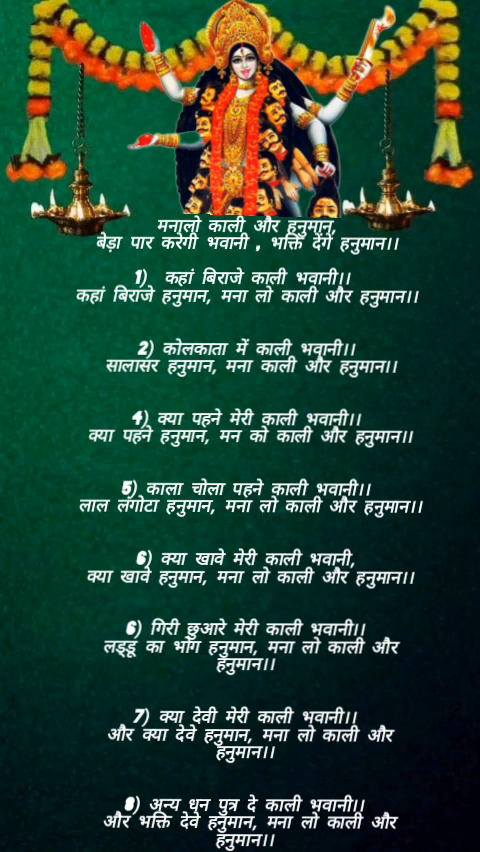 मनालो काली और हनुमान,
बेड़ा पार करेगी भवानी , भक्ति देंगे हनुमान।।
1) कहां बिराजे काली भवानी।।
कहां बिराजे हनुमान, मना लो काली और हनुमान।।
2) कोलकाता में काली भवानी।।
सालासर हनुमान, मना काली और हनुमान।।
4) क्या पहने मेरी काली भवानी।।
क्या पहने हनुमान, मन को काली और हनुमान।।
5) काला चोला पहने काली भवानी।।
लाल लंगोटा हनुमान, मना लो काली और हनुमान।।
6) क्या खावे मेरी काली भवानी,
क्या खावे हनुमान, मना लो काली और हनुमान।।
6) गिरी छुआरे मेरी काली भवानी।।
लड्डू का भोग हनुमान, मना लो काली और
हनुमान।।
7) क्या देवी मेरी काली भवानी।।
और क्या देवे हनुमान, मना लो काली और
हनुमान।।
8) अन्य धन पुत्र दे काली भवानी।।
और भक्ति देवे हनुमान, मना लो काली और
हनुमान।।